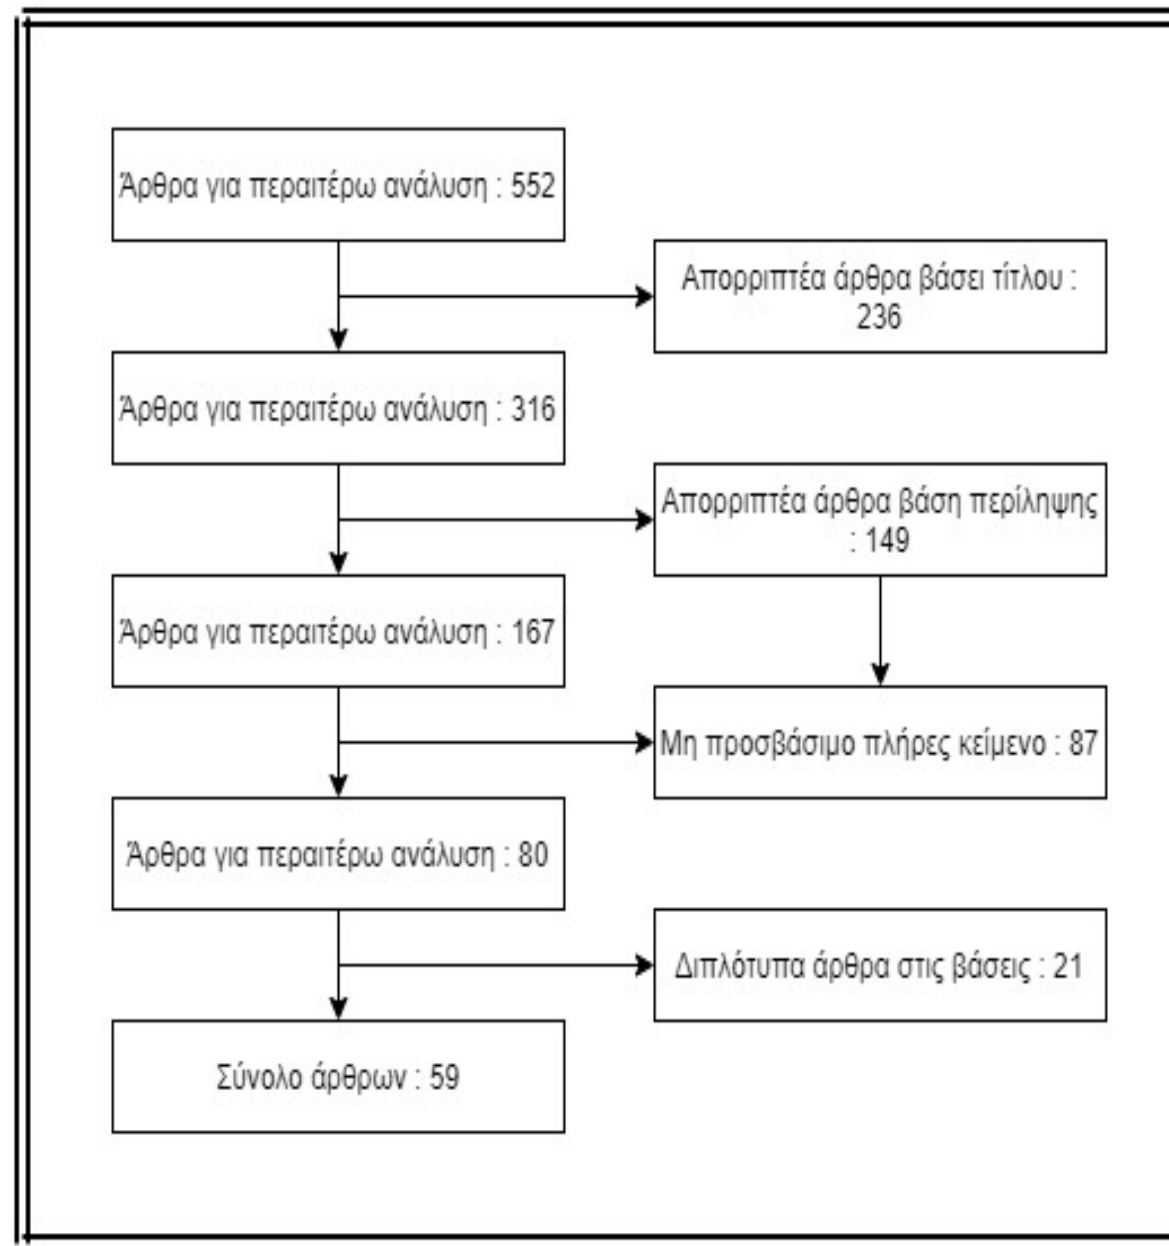 Άρθρα για περαιτέρω ανάλυση : 552
Απορριπτέα άρθρα βάσει τίτλου :
236
Άρθρα για περαιτέρω ανάλυση : 316
Απορριπτέα άρθρα βάση περίληψης
: 149
Άρθρα για περαιτέρω ανάλυση : 167
Μη προσβάσιμο πλήρες κείμενο : 87
Άρθρα για περαιτέρω ανάλυση : 80
Διπλότυπα άρθρα στις βάσεις : 21
Σύνολο άρθρων : 59